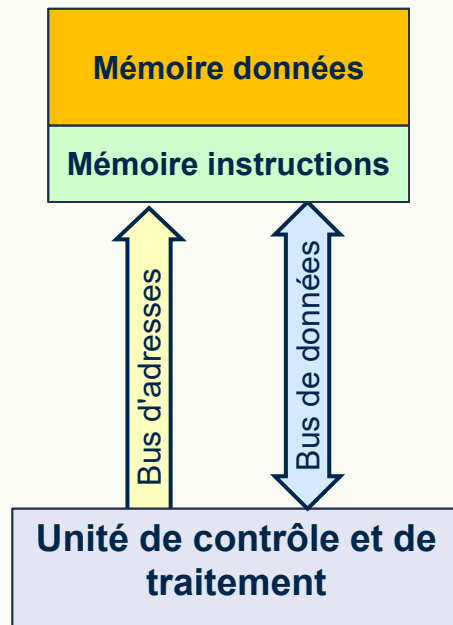 Mémoire données
Mémoire instructions
Bus d'adresses
Bus de données
Unité de contrôle et de
traitement